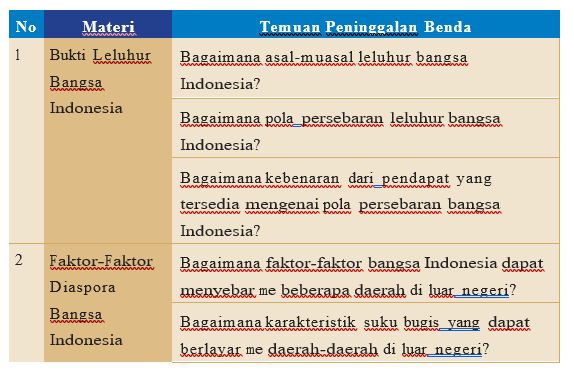 No Materi Temuan Peninggalan Benda
1 Bukti Leluhur Bangsa Indonesia
Bagaimana asal-muasal leluhur bangsa
Indonesia?
Bagaimana pola persebaran leluhur bangsa
Indonesia?
Bagaimana kebenaran dari pendapat yang
tersedia mengenai pola persebaran bangsa
Indonesia?
2 Faktor-Faktor Diaspora Bangsa Indonesia
Bagaimana faktor-faktor bangsa Indonesia dapat
menyebar me beberapa daerah di luar negeri?
Bagaimana karakteristik suku bugis yang dapat
berlayar me daerah-daerah di luar negeri?